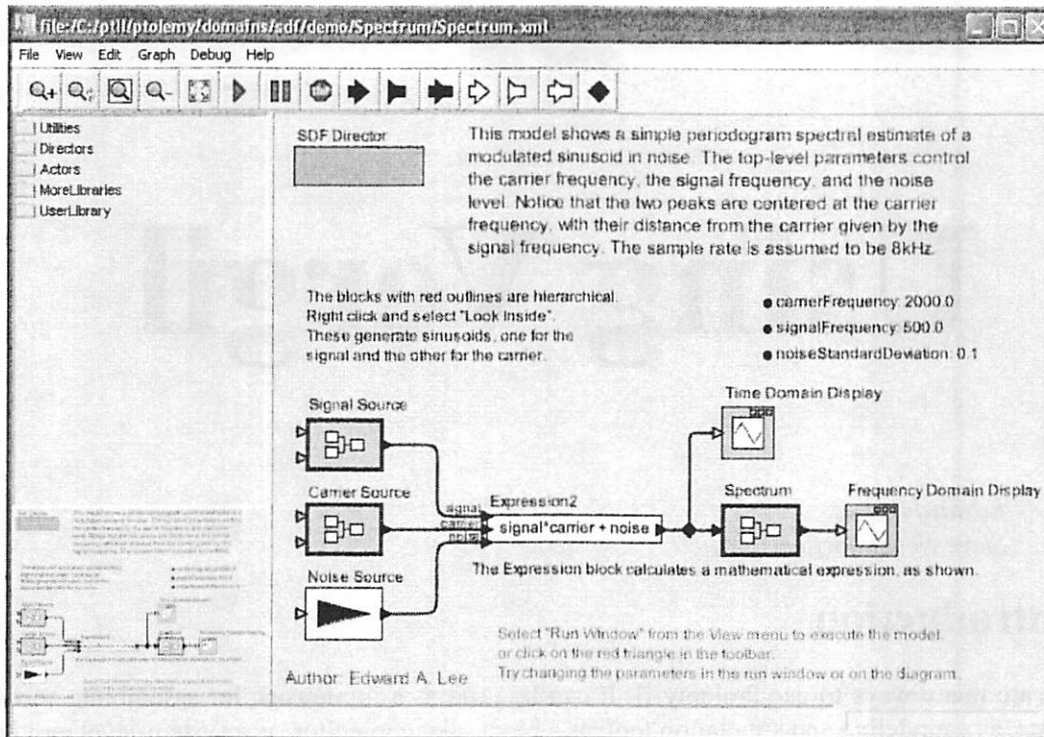 file:/C:/ptII/ptolemy/domains/sdf/demo/Spectrum/Spectrum.xml
File View Edit Graph Debug Help
Utilities
Directors
Actors
MoreLibraries
UserLibrary
SDF Director
This model shows a simple periodogram spectral estimate of a
modulated sinusoid in noise. The top-level parameters control
the carrier frequency, the signal frequency, and the noise
level. Notice that the two peaks are centered at the carrier
frequency, with their distance from the carrier given by the
signal frequency. The sample rate is assumed to be 8kHz.
The blocks with red outlines are hierarchical.
Right click and select "Look Inside".
These generate sinusoids, one for the
signal and the other for the carrier.
carrierFrequency: 2000.0
signalFrequency: 500.0
noiseStandardDeviation: 0.1
Time Domain Display
Signal Source
Carrier Source
signal
carrier
noise
Expression2
signal*carrier + noise
Spectrum
Frequency Domain Display
Noise Source
The Expression block calculates a mathematical expression, as shown.
Select "Run Window" from the View menu to execute the model.
or click on the red triangle in the toolbar.
Try changing the parameters in the run window or on the diagram.
Author: Edward A. Lee